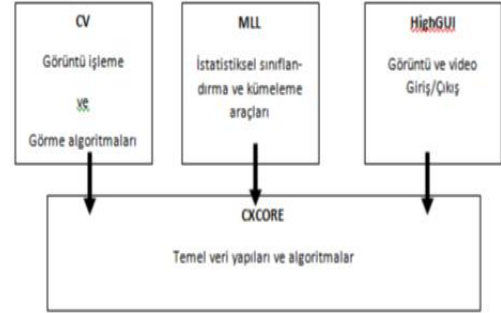 CV
Görüntü işleme
ve
Görme algoritmaları
MLL
İstatistiksel sınıflan-
dırma ve kümeleme
araçları
HighGUI
Görüntü ve video
Giriş/Çıkış
CXCORE
Temel veri yapıları ve algoritmalar